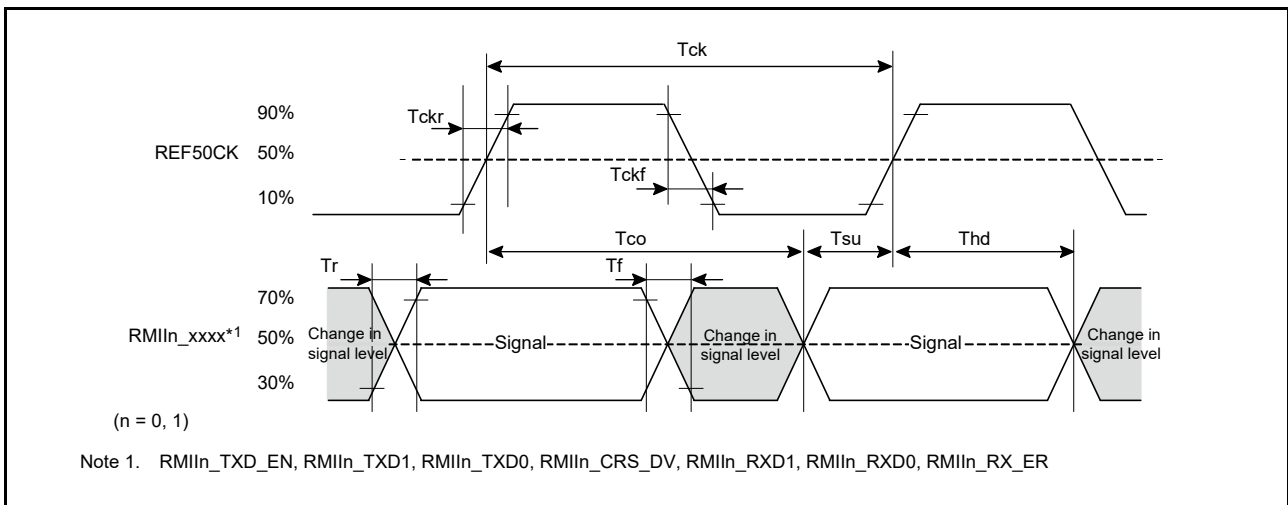 Tck
90%
Tckr
REF50CK 50%
Tckf
10%
Tco Tsu Thd
Tr Tf
70%
RMIIn_xxxx*1 50% Change in signal level Signal Change in signal level Signal Change in signal level
30%
(n = 0, 1)
Note 1. RMIIn_TXD_EN, RMIIn_TXD1, RMIIn_TXD0, RMIIn_CRS_DV, RMIIn_RXD1, RMIIn_RXD0, RMIIn_RX_ER